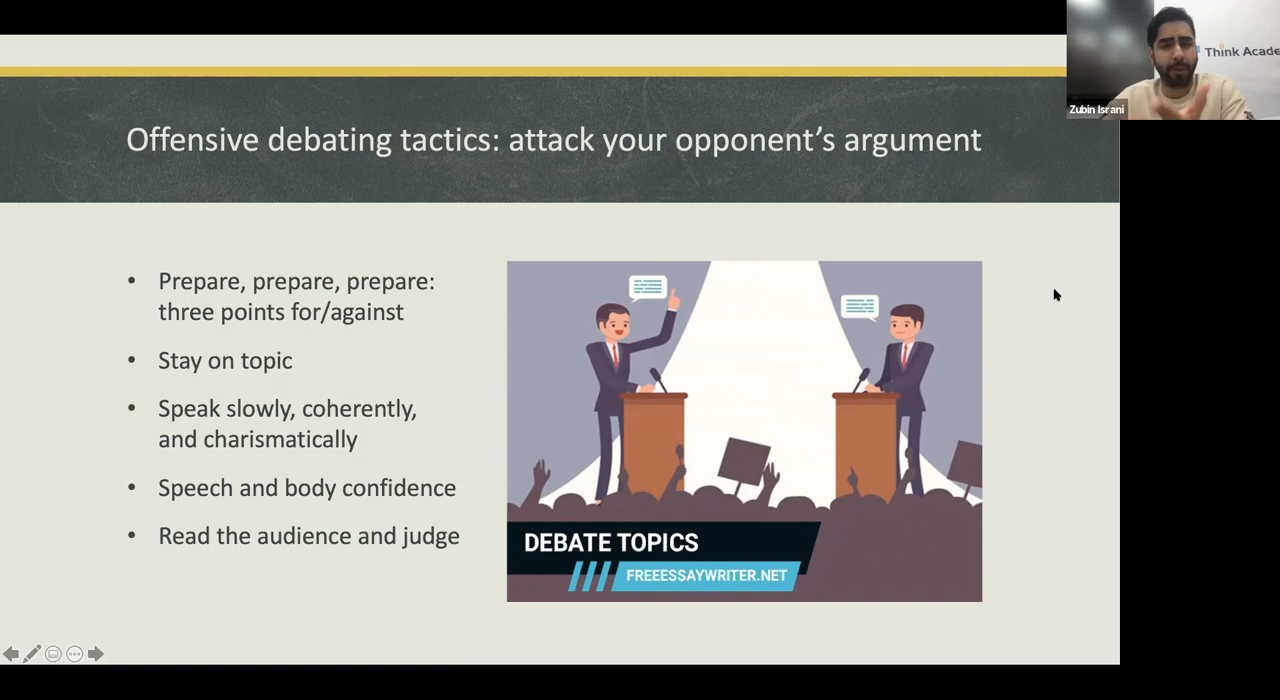 Think Acade
Zubin Israni
Offensive debating tactics: attack your opponent’s argument
• Prepare, prepare, prepare:
three points for/against
• Stay on topic
• Speak slowly, coherently,
and charismatically
• Speech and body confidence
• Read the audience and judge
DEBATE TOPICS
FREEESSAYWRITER.NET